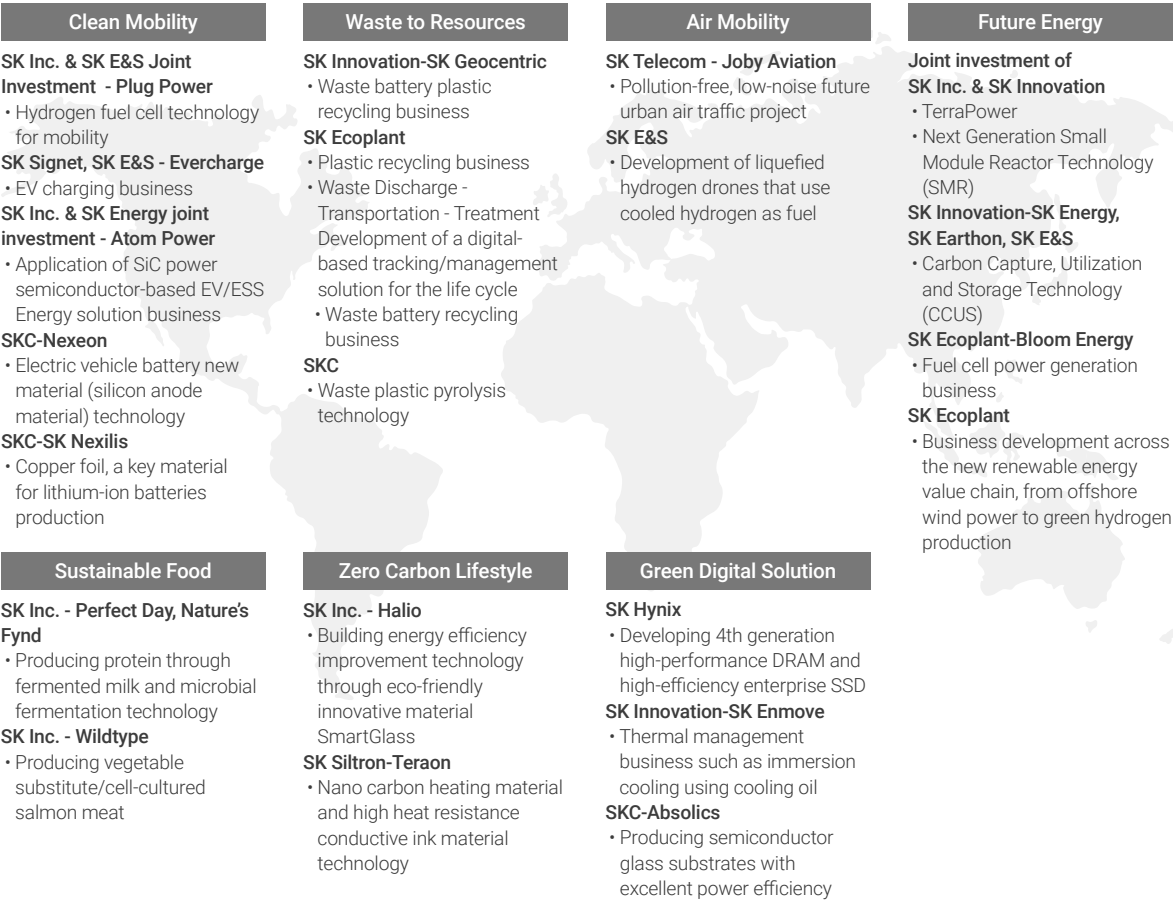 Clean Mobility
SK Inc. & SK E&S Joint
Investment - Plug Power
• Hydrogen fuel cell technology
for mobility
SK Signet, SK E&S - Evercharge
• EV charging business
SK Inc. & SK Energy joint
investment - Atom Power
• Application of SiC power
semiconductor-based EV/ESS
Energy solution business
SKC-Nexeon
• Electric vehicle battery new
material (silicon anode
material) technology
SKC-SK Nexilis
• Copper foil, a key material
for lithium-ion batteries
production
Waste to Resources
SK Innovation-SK Geocentric
• Waste battery plastic
recycling business
SK Ecoplant
• Plastic recycling business
• Waste Discharge -
Transportation - Treatment
Development of a digital-
based tracking/management
solution for the life cycle
• Waste battery recycling
business
SKC
• Waste plastic pyrolysis
technology
Air Mobility
SK Telecom - Joby Aviation
• Pollution-free, low-noise future
urban air traffic project
SK E&S
• Development of liquefied
hydrogen drones that use
cooled hydrogen as fuel
Future Energy
Joint investment of
SK Inc. & SK Innovation
• TerraPower
• Next Generation Small
Module Reactor Technology
(SMR)
SK Innovation-SK Energy,
SK Earthon, SK E&S
• Carbon Capture, Utilization
and Storage Technology
(CCUS)
SK Ecoplant-Bloom Energy
• Fuel cell power generation
business
SK Ecoplant
• Business development across
the new renewable energy
value chain, from offshore
wind power to green hydrogen
production
Sustainable Food
SK Inc. - Perfect Day, Nature's
Fynd
• Producing protein through
fermented milk and microbial
fermentation technology
SK Inc. - Wildtype
• Producing vegetable
substitute/cell-cultured
salmon meat
Zero Carbon Lifestyle
SK Inc. - Halio
• Building energy efficiency
improvement technology
through eco-friendly
innovative material
SmartGlass
SK Siltron-Teraon
• Nano carbon heating material
and high heat resistance
conductive ink material
technology
Green Digital Solution
SK Hynix
• Developing 4th generation
high-performance DRAM and
high-efficiency enterprise SSD
SK Innovation-SK Enmove
• Thermal management
business such as immersion
cooling using cooling oil
SKC-Absolics
• Producing semiconductor
glass substrates with
excellent power efficiency